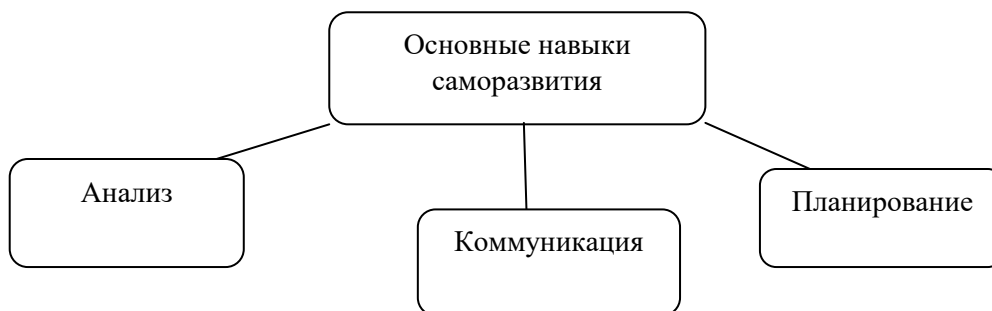 Основные навыки
саморазвития
Анализ
Коммуникация
Планирование